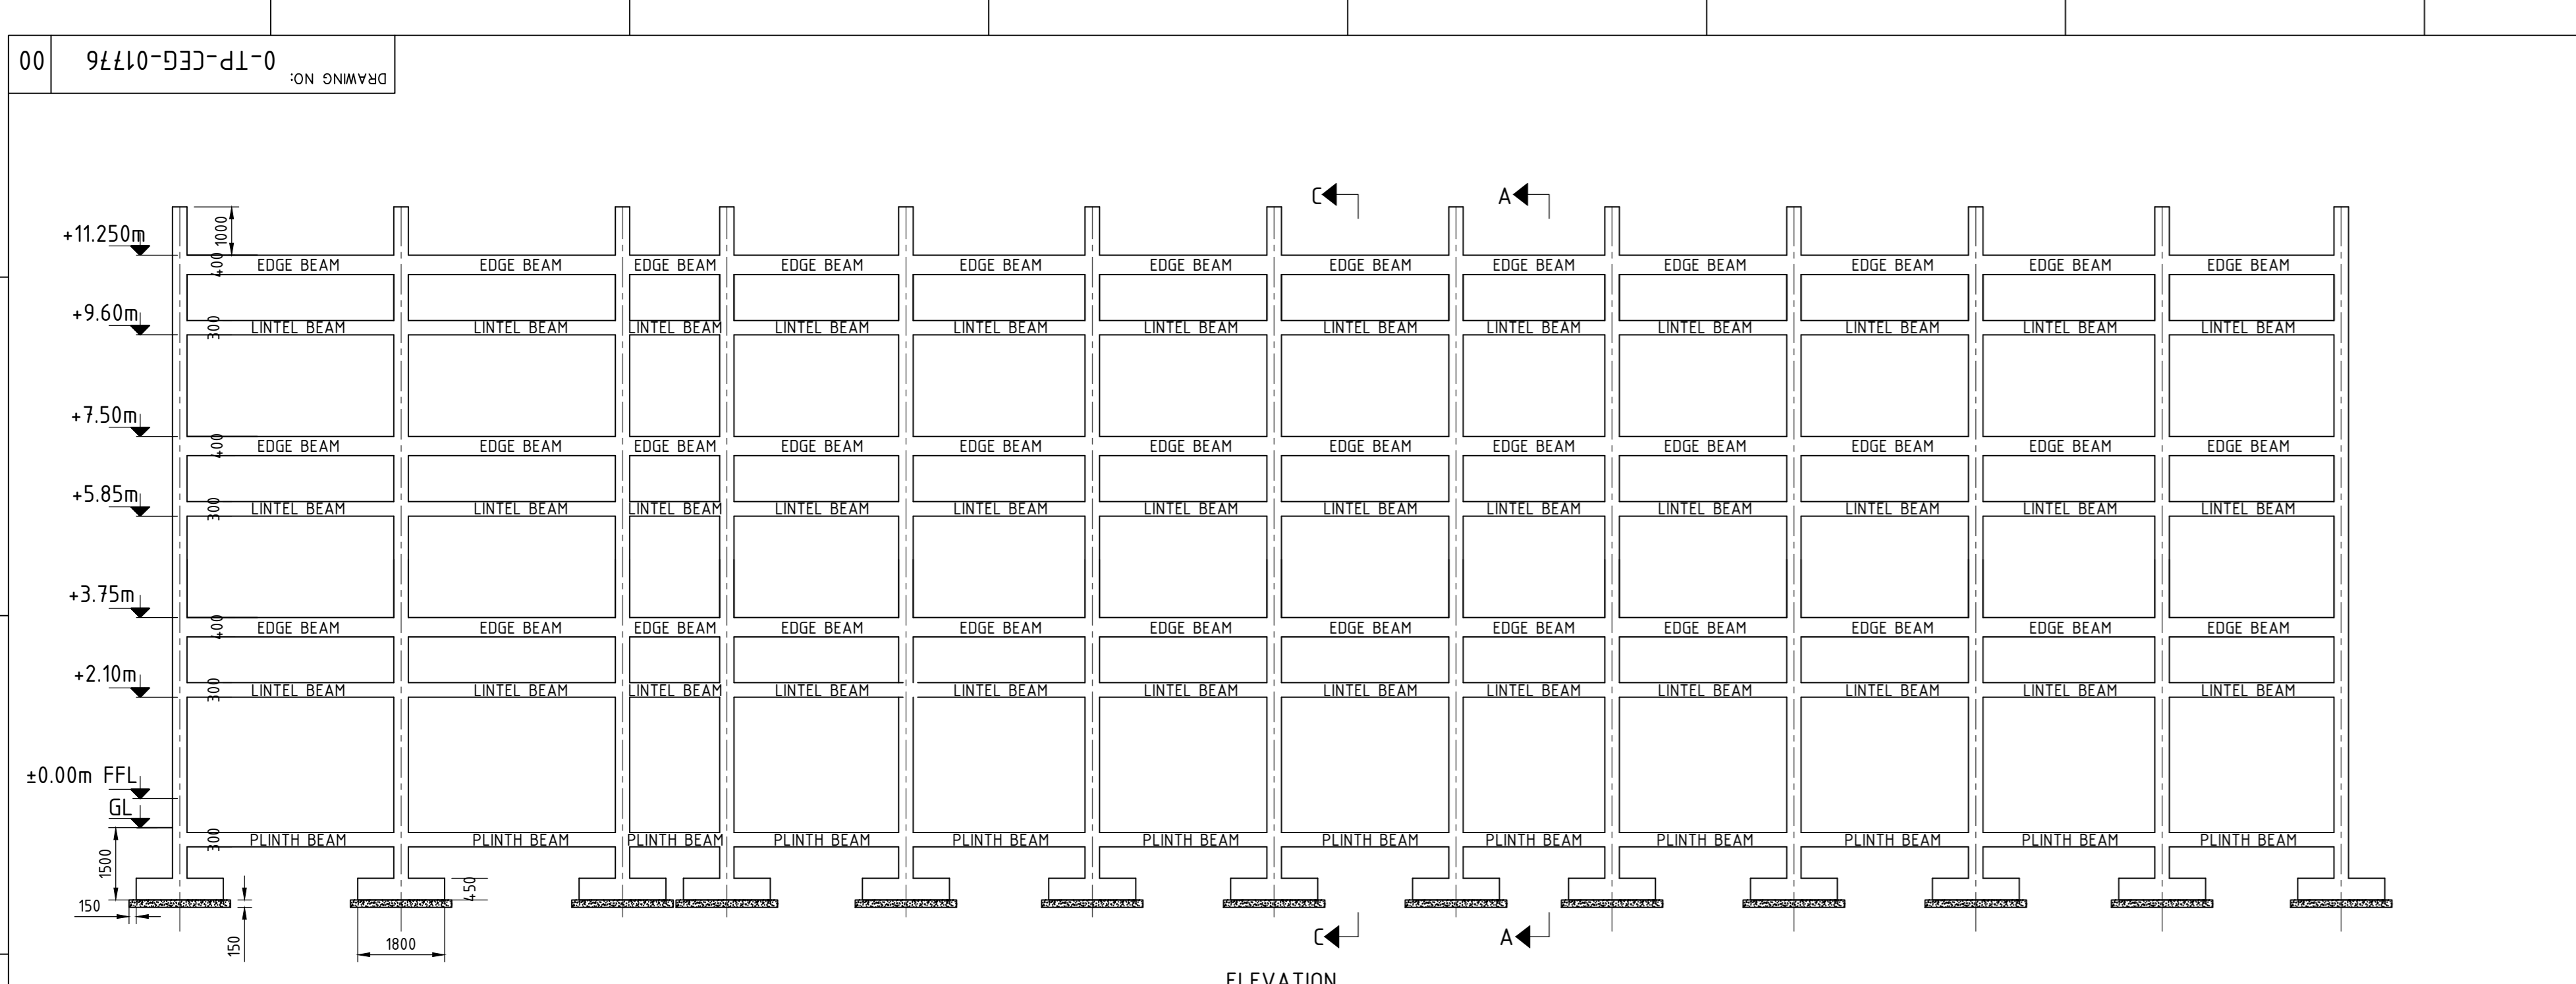 00
0-TP-CEG-01776
DRAWING NO:
C A
+11.250m
1000
400 EDGE BEAM EDGE BEAM EDGE BEAM EDGE BEAM EDGE BEAM EDGE BEAM EDGE BEAM EDGE BEAM EDGE BEAM EDGE BEAM EDGE BEAM EDGE BEAM
+9.60m
300 LINTEL BEAM LINTEL BEAM LINTEL BEAM LINTEL BEAM LINTEL BEAM LINTEL BEAM LINTEL BEAM LINTEL BEAM LINTEL BEAM LINTEL BEAM LINTEL BEAM LINTEL BEAM
+7.50m
400 EDGE BEAM EDGE BEAM EDGE BEAM EDGE BEAM EDGE BEAM EDGE BEAM EDGE BEAM EDGE BEAM EDGE BEAM EDGE BEAM EDGE BEAM EDGE BEAM
+5.85m
300 LINTEL BEAM LINTEL BEAM LINTEL BEAM LINTEL BEAM LINTEL BEAM LINTEL BEAM LINTEL BEAM LINTEL BEAM LINTEL BEAM LINTEL BEAM LINTEL BEAM LINTEL BEAM
+3.75m
400 EDGE BEAM EDGE BEAM EDGE BEAM EDGE BEAM EDGE BEAM EDGE BEAM EDGE BEAM EDGE BEAM EDGE BEAM EDGE BEAM EDGE BEAM EDGE BEAM
+2.10m
300 LINTEL BEAM LINTEL BEAM LINTEL BEAM LINTEL BEAM LINTEL BEAM LINTEL BEAM LINTEL BEAM LINTEL BEAM LINTEL BEAM LINTEL BEAM LINTEL BEAM LINTEL BEAM
±0.00m FFL
GL
300 PLINTH BEAM PLINTH BEAM PLINTH BEAM PLINTH BEAM PLINTH BEAM PLINTH BEAM PLINTH BEAM PLINTH BEAM PLINTH BEAM PLINTH BEAM PLINTH BEAM PLINTH BEAM
1500
450
150
150
1800
C A
ELEVATION